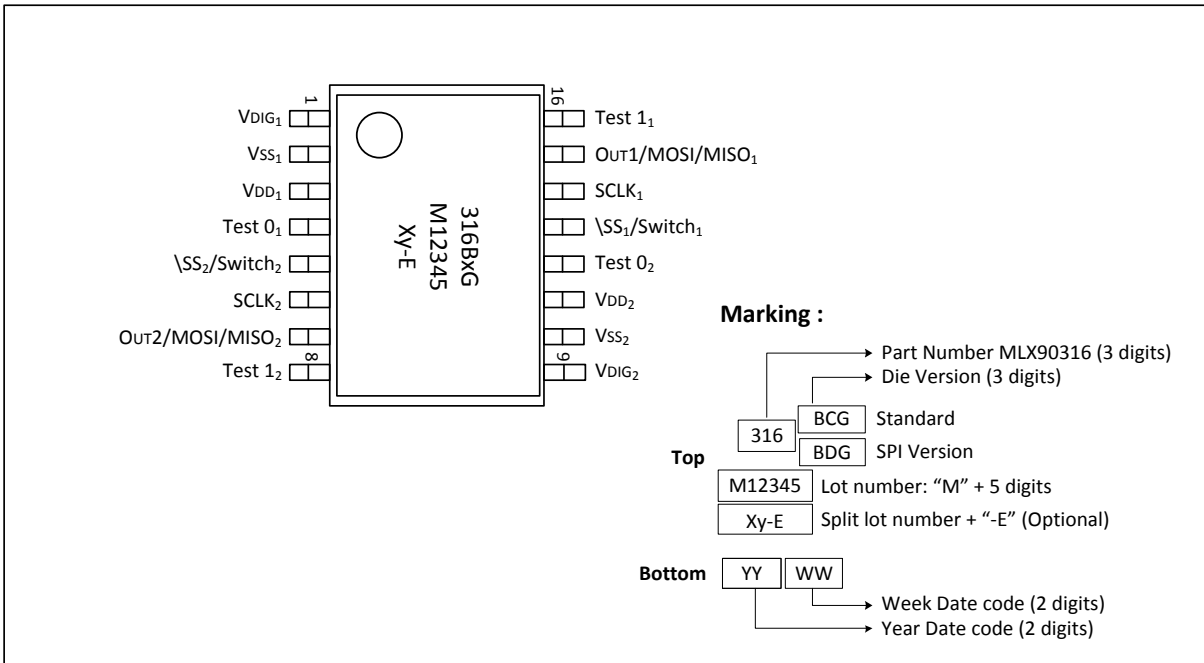 1
16
VDIG₁
Test 1₁
VSS₁
OUT1/MOSI/MISO₁
VDD₁
SCLK₁
Test 0₁
\SS₁/Switch₁
\SS₂/Switch₂
Test 0₂
SCLK₂
VDD₂
OUT2/MOSI/MISO₂
VSS₂
Test 1₂
VDIG₂
8
9
316BxG
M12345
Xy-E
Marking :
Part Number MLX90316 (3 digits)
Die Version (3 digits)
316
BCG Standard
BDG SPI Version
Top
M12345 Lot number: “M” + 5 digits
Xy-E Split lot number + “-E” (Optional)
Bottom YY WW
Week Date code (2 digits)
Year Date code (2 digits)